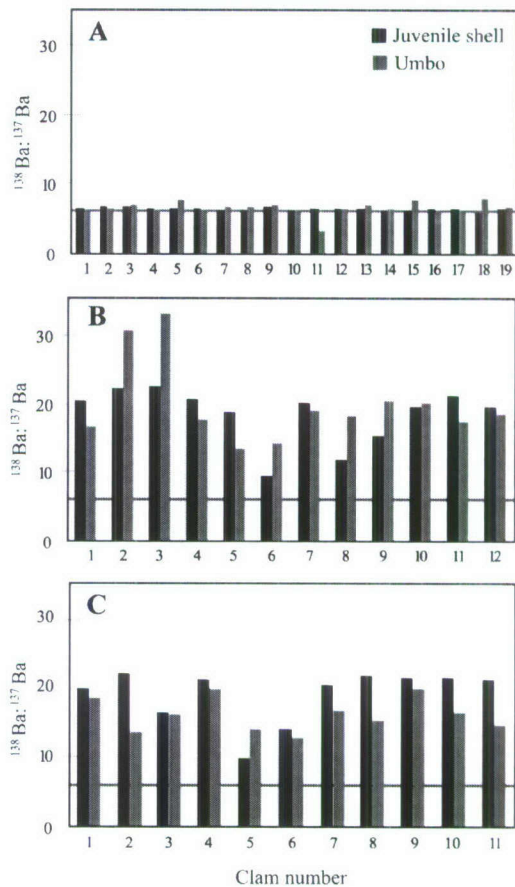 A
Juvenile shell
Umbo
¹³⁸Ba: ¹³⁷Ba
30
20
10
0
1 2 3 4 5 6 7 8 9 10 11 12 13 14 15 16 17 18 19
B
¹³⁸Ba: ¹³⁷Ba
30
20
10
0
1 2 3 4 5 6 7 8 9 10 11 12
C
¹³⁸Ba: ¹³⁷Ba
30
20
10
0
1 2 3 4 5 6 7 8 9 10 11
Clam number